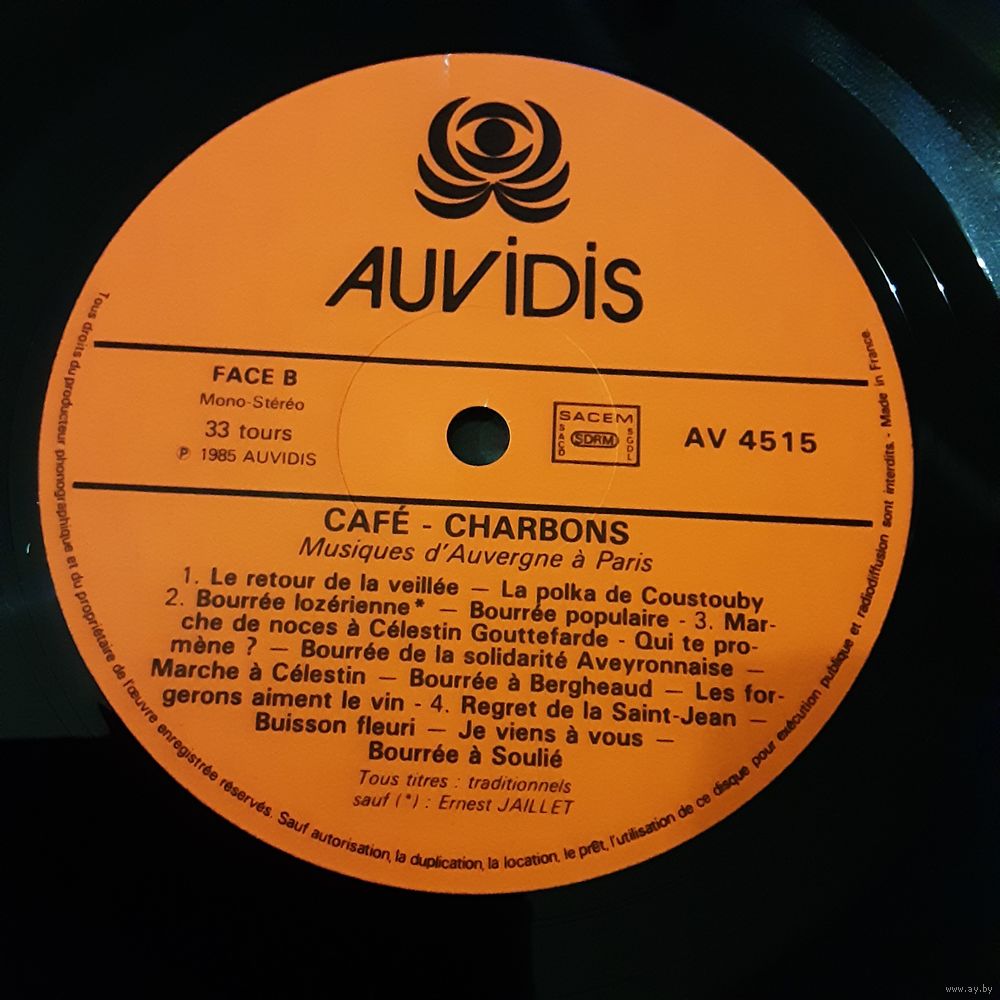 AUVIDIS
FACE B
Mono-Stéréo
33 tours
℗ 1985 AUVIDIS
SACEM
SACD
SDRM
SGDL
AV 4515
CAFÉ - CHARBONS
Musiques d'Auvergne à Paris
1. Le retour de la veillée — La polka de Coustouby
2. Bourrée lozérienne* — Bourrée populaire - 3. Mar-
che de noces à Célestin Gouttefarde - Qui te pro-
mène ? — Bourrée de la solidarité Aveyronnaise —
Marche à Célestin — Bourrée à Bergheaud — Les for-
gerons aiment le vin - 4. Regret de la Saint-Jean —
Buisson fleuri — Je viens à vous —
Bourrée à Soulié
Tous titres : traditionnels
sauf (*) : Ernest JAILLET
Tous droits du producteur phonographique et du propriétaire de l'œuvre enregistrée réservés. Sauf autorisation, la duplication, la location, le prêt, l'utilisation de ce disque pour exécution publique et radiodiffusion sont interdits. - Made in France.
www.ay.by